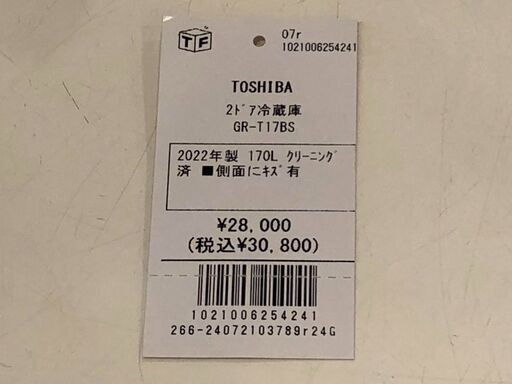 TF
07r
1021006254241
TOSHIBA
2ﾄﾞｱ冷蔵庫
GR-T17BS
2022年製 170L ｸﾘｰﾆﾝｸﾞ
済 ■側面にｷｽﾞ有
¥28,000
(税込¥30,800)
1021006254241
266-24072103789r24G